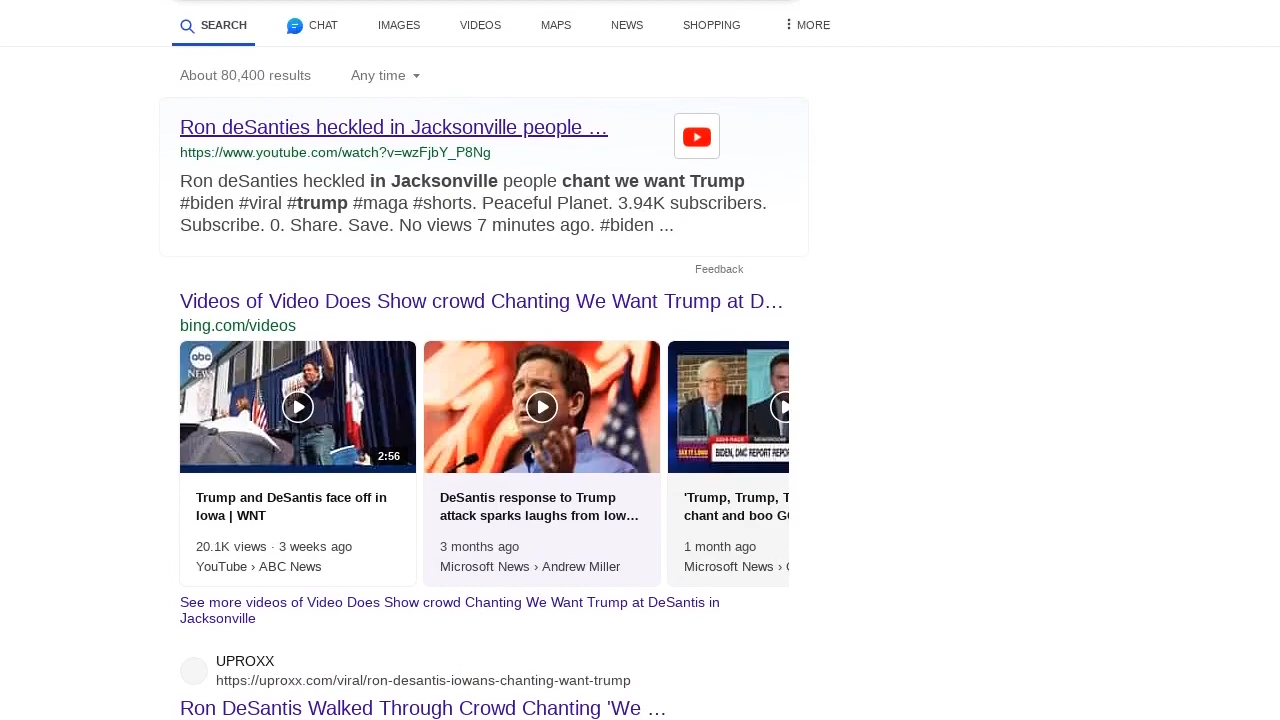 SEARCH
CHAT
IMAGES
VIDEOS
MAPS
NEWS
SHOPPING
MORE
About 80,400 results
Any time
Ron deSanties heckled in Jacksonville people …
https://www.youtube.com/watch?v=wzFjbY_P8Ng
Ron deSanties heckled in Jacksonville people chant we want Trump
#biden #viral #trump #maga #shorts. Peaceful Planet. 3.94K subscribers.
Subscribe. 0. Share. Save. No views 7 minutes ago. #biden ...
Feedback
Videos of Video Does Show crowd Chanting We Want Trump at D…
bing.com/videos
abc
NEWS
2:56
Trump and DeSantis face off in
Iowa | WNT
20.1K views · 3 weeks ago
YouTube › ABC News
DeSantis response to Trump
attack sparks laughs from Iow…
3 months ago
Microsoft News › Andrew Miller
BIDEN, DMC REPORT
'Trump, Trump, T
chant and boo G
1 month ago
Microsoft News ›
See more videos of Video Does Show crowd Chanting We Want Trump at DeSantis in
Jacksonville
UPROXX
https://uproxx.com/viral/ron-desantis-iowans-chanting-want-trump
Ron DeSantis Walked Through Crowd Chanting 'We …